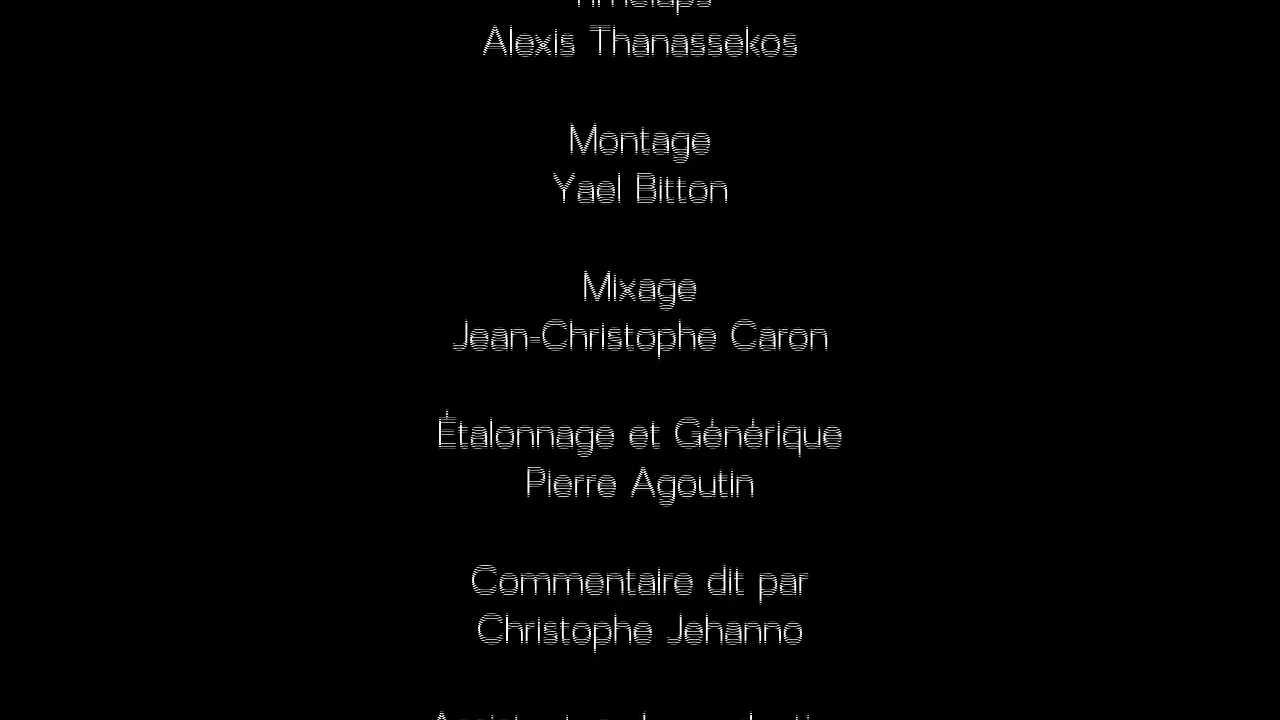 Alexis Thanassekos
Montage
Yael Bitton
Mixage
Jean-Christophe Caron
Étalonnage et Générique
Pierre Agoutin
Commentaire dit par
Christophe Jehanno